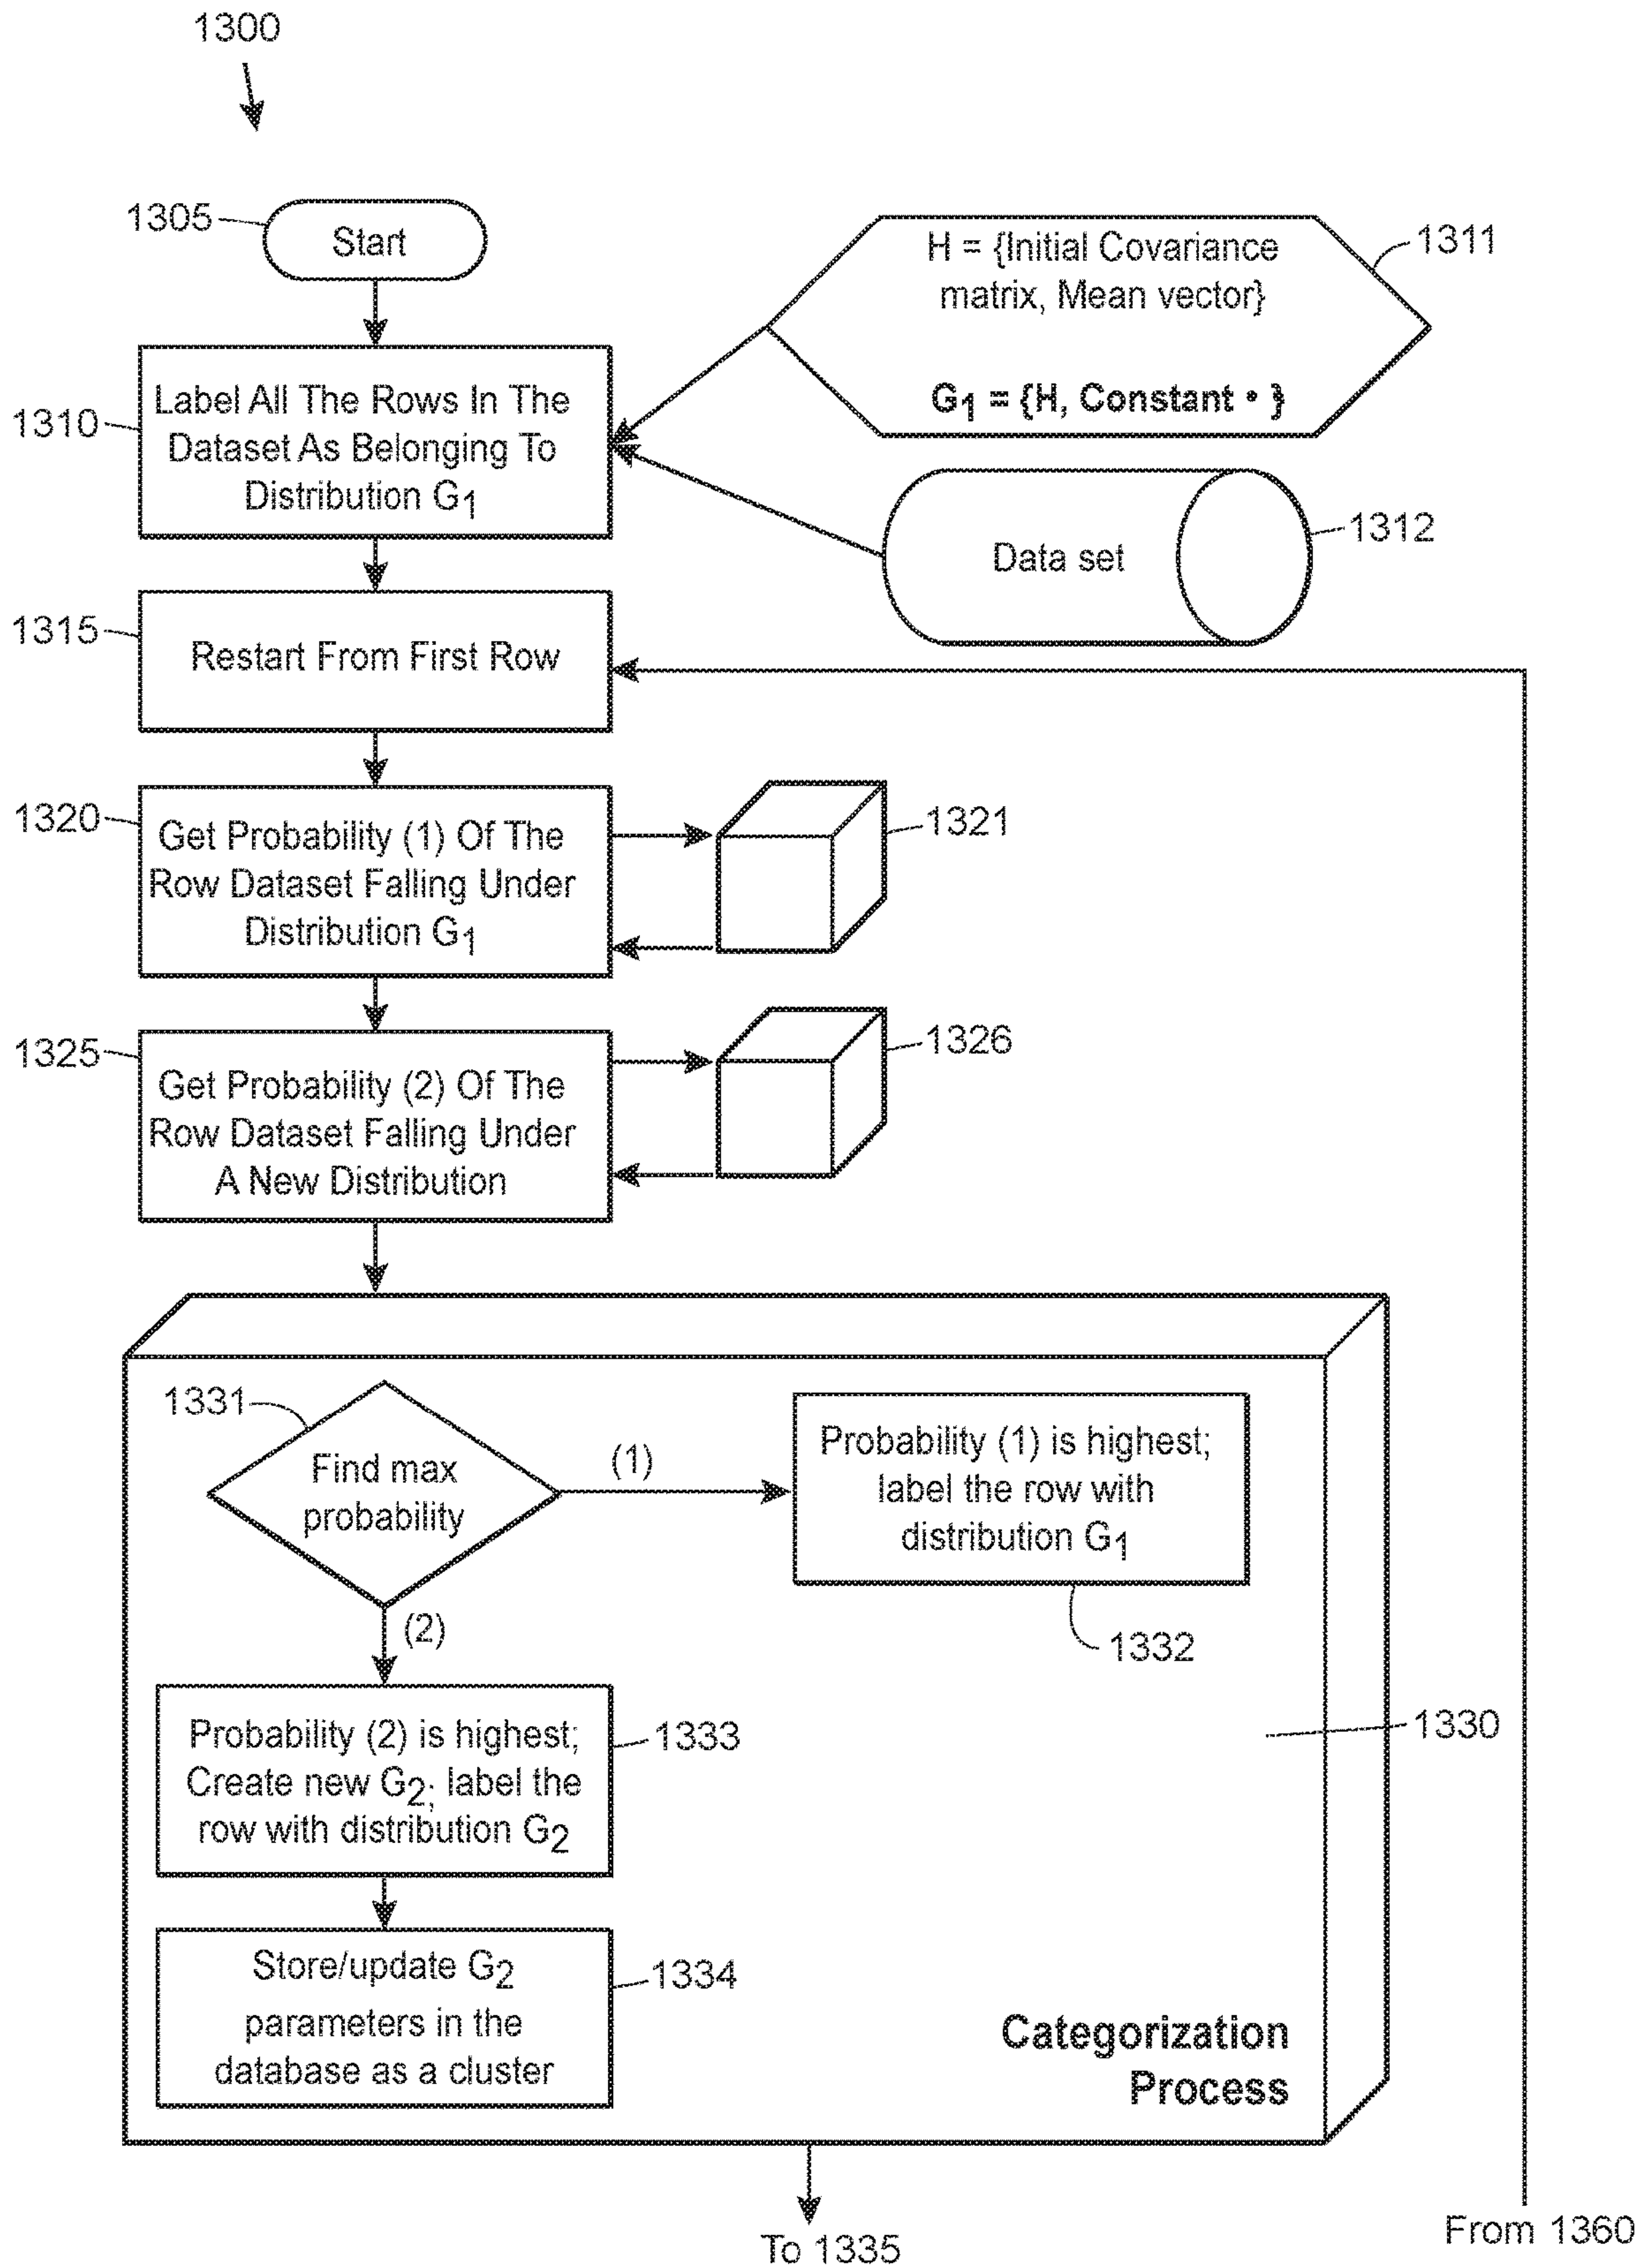 1300
1305
Start
H = {Initial Covariance
matrix, Mean vector}
G1 = {H, Constant • }
1311
1310
Label All The Rows In The
Dataset As Belonging To
Distribution G1
Data set
1312
1315
Restart From First Row
1320
Get Probability (1) Of The
Row Dataset Falling Under
Distribution G1
1321
1325
Get Probability (2) Of The
Row Dataset Falling Under
A New Distribution
1326
1331
Find max
probability
(1)
Probability (1) is highest;
label the row with
distribution G1
1332
(2)
Probability (2) is highest;
Create new G2; label the
row with distribution G2
1333
1330
Store/update G2
parameters in the
database as a cluster
1334
Categorization
Process
To 1335
From 1360